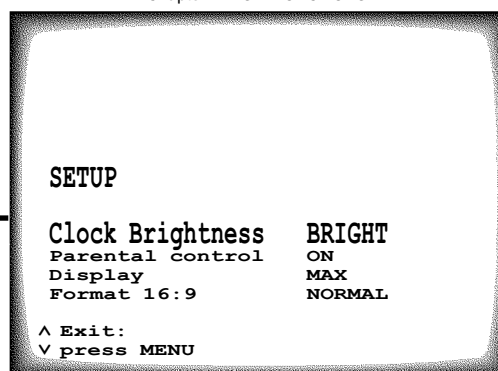 SETUP
Clock Brightness BRIGHT
Parental control ON
Display MAX
Format 16:9 NORMAL
^ Exit:
v press MENU